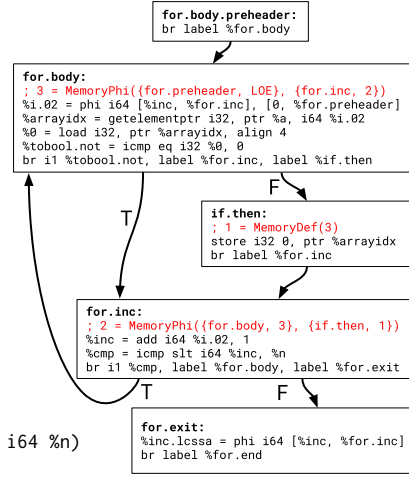 for.body.preheader:
br label %for.body
for.body:
; 3 = MemoryPhi({for.preheader, LOE}, {for.inc, 2})
%i.02 = phi i64 [%inc, %for.inc], [0, %for.preheader]
%arrayidx = getelementptr i32, ptr %a, i64 %i.02
%0 = load i32, ptr %arrayidx, align 4
%tobool.not = icmp eq i32 %0, 0
br i1 %tobool.not, label %for.inc, label %if.then
T
F
if.then:
; 1 = MemoryDef(3)
store i32 0, ptr %arrayidx
br label %for.inc
for.inc:
; 2 = MemoryPhi({for.body, 3}, {if.then, 1})
%inc = add i64 %i.02, 1
%cmp = icmp slt i64 %inc, %n
br i1 %cmp, label %for.body, label %for.exit
T
F
for.exit:
%inc.lcssa = phi i64 [%inc, %for.inc]
br label %for.end
i64 %n)